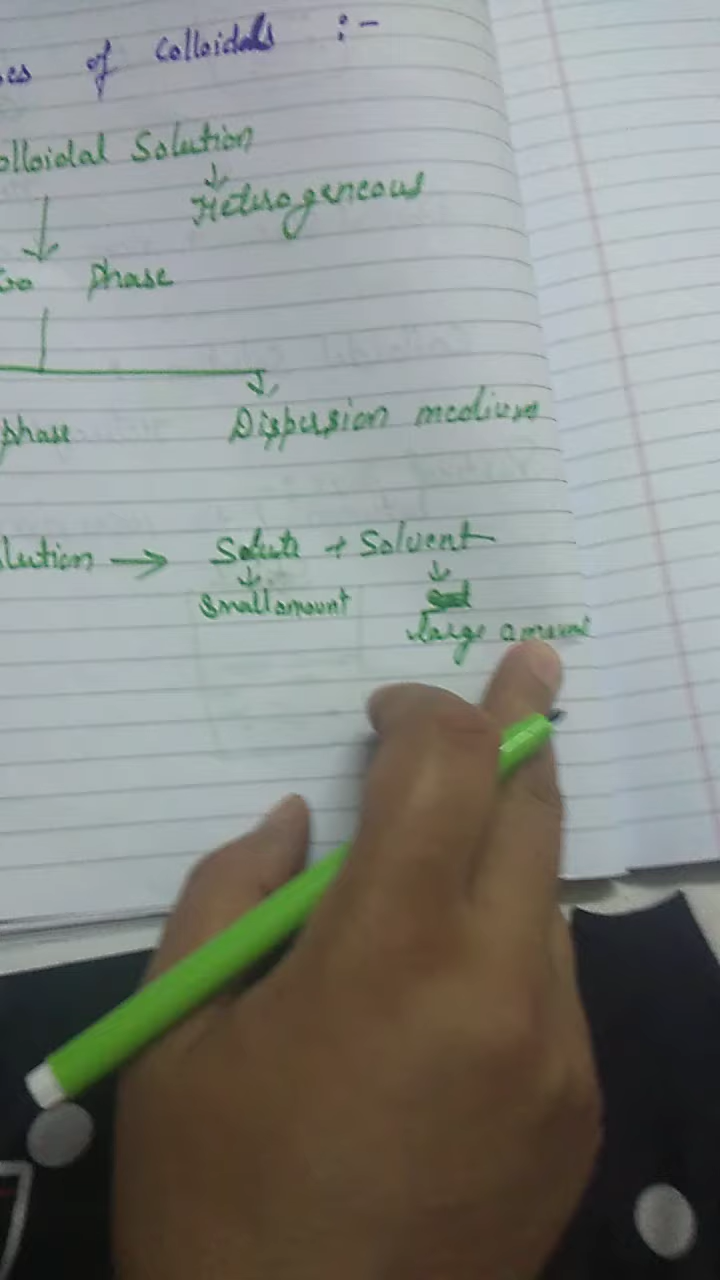 of Colloidals :-
olloidal Solution
↓
Heterogeneous
phase
phase Dispersion medium
lution → Solute + Solvent
↓ ↓
Small amount
large amount